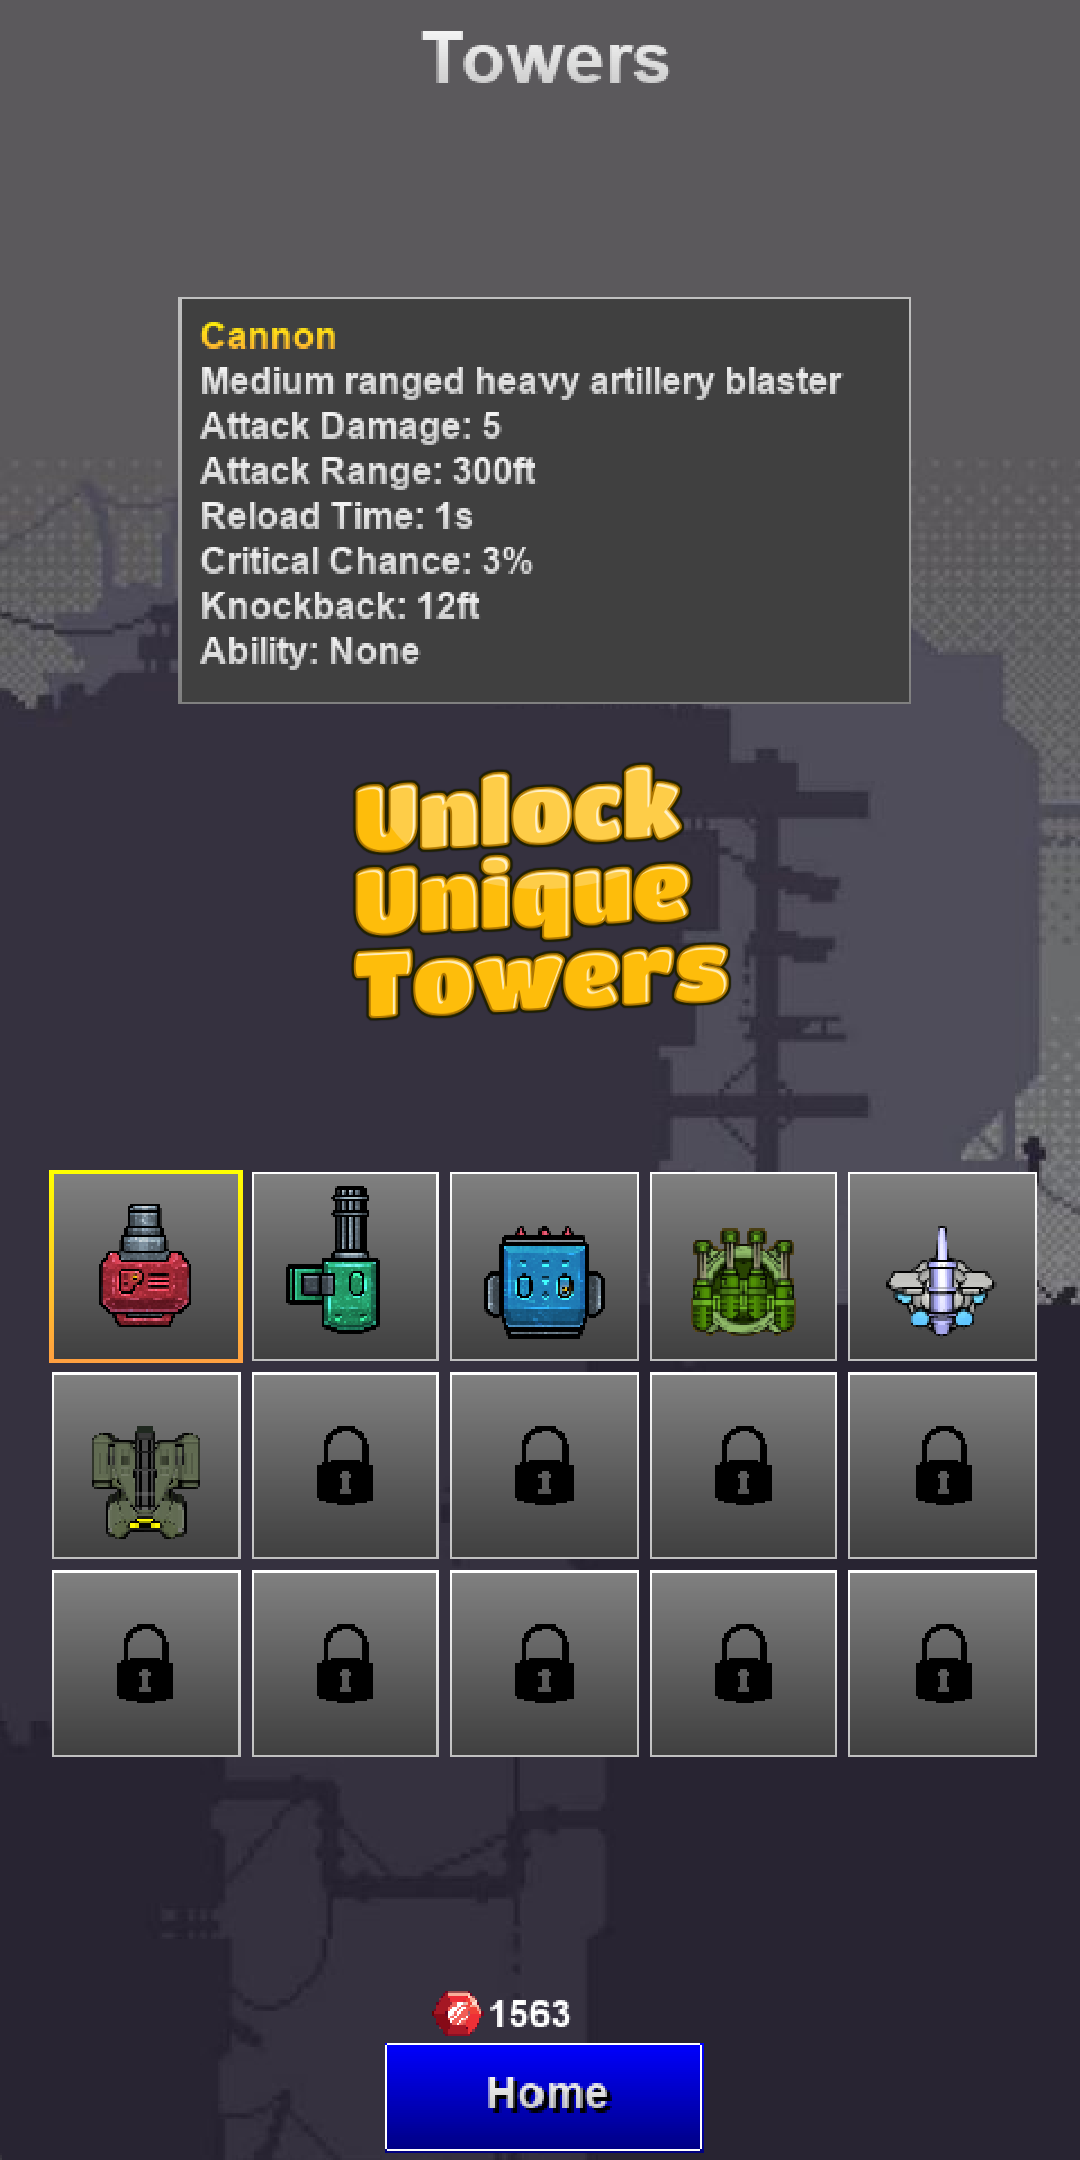 Towers
Cannon
Medium ranged heavy artillery blaster
Attack Damage: 5
Attack Range: 300ft
Reload Time: 1s
Critical Chance: 3%
Knockback: 12ft
Ability: None
Unlock
Unique
Towers
1563
Home